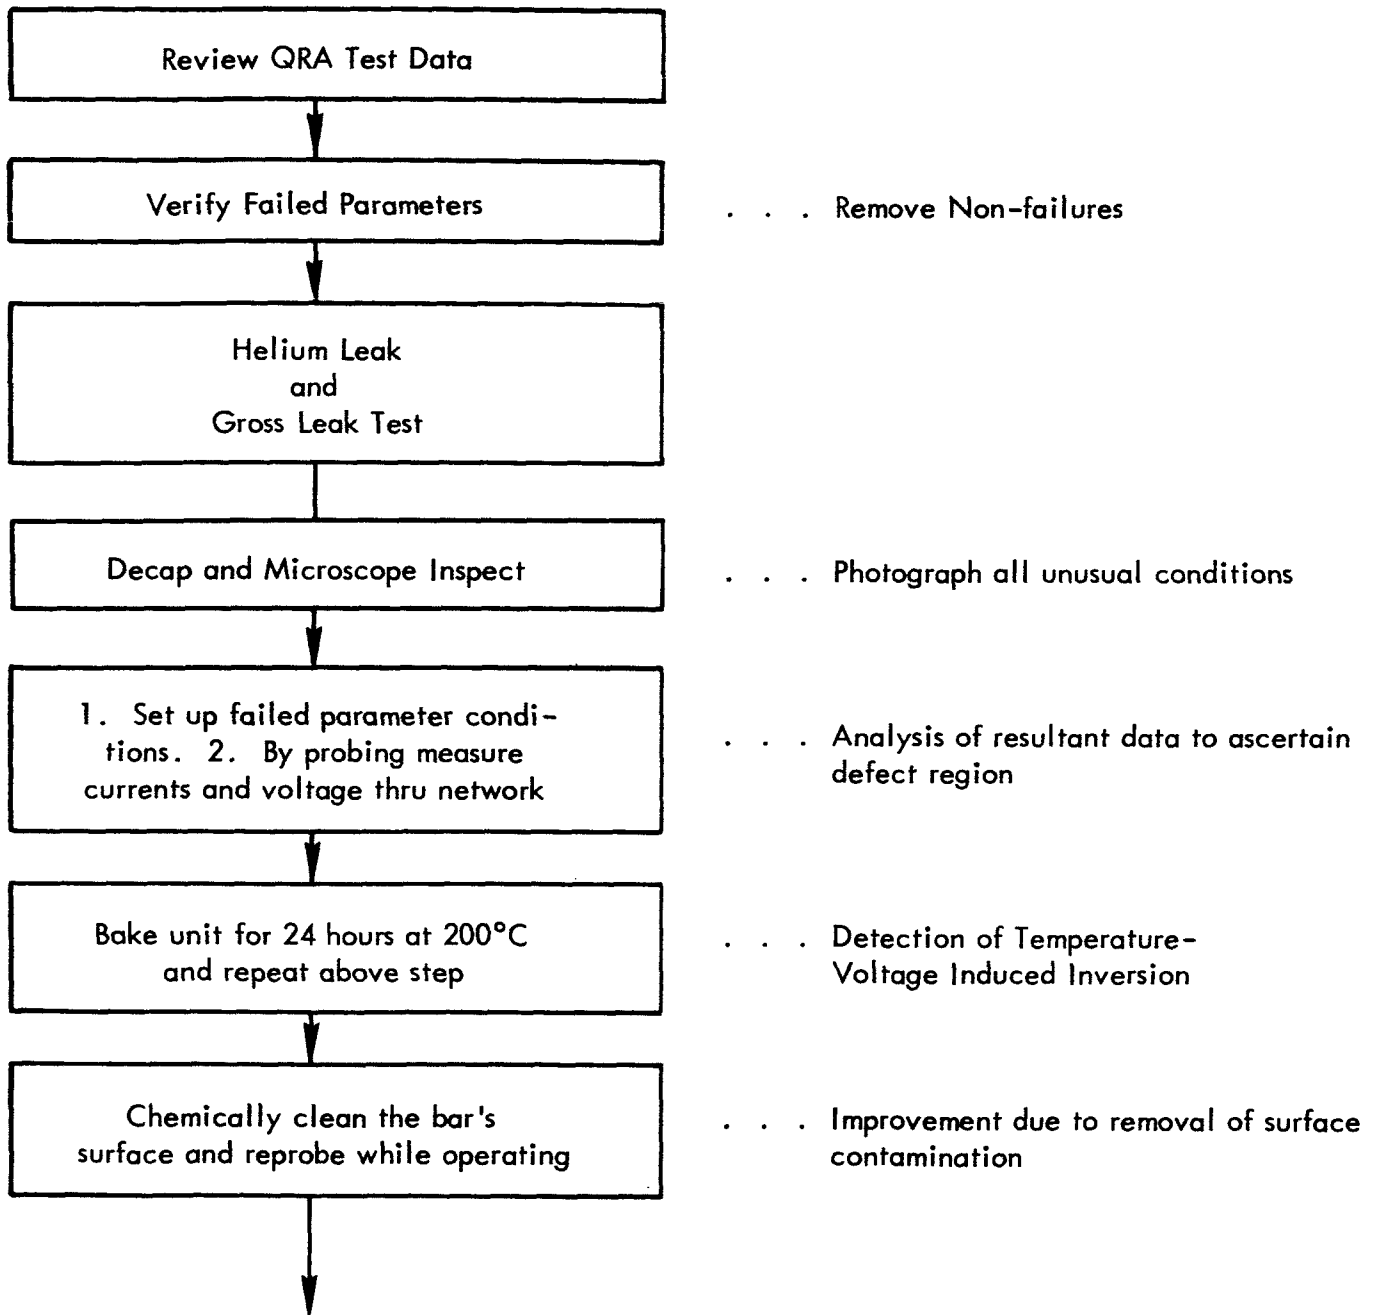 Review QRA Test Data
Verify Failed Parameters
. . . Remove Non-failures
Helium Leak
and
Gross Leak Test
Decap and Microscope Inspect
. . . Photograph all unusual conditions
1. Set up failed parameter condi-
tions. 2. By probing measure
currents and voltage thru network
. . . Analysis of resultant data to ascertain
defect region
Bake unit for 24 hours at 200°C
and repeat above step
. . . Detection of Temperature-
Voltage Induced Inversion
Chemically clean the bar's
surface and reprobe while operating
. . . Improvement due to removal of surface
contamination